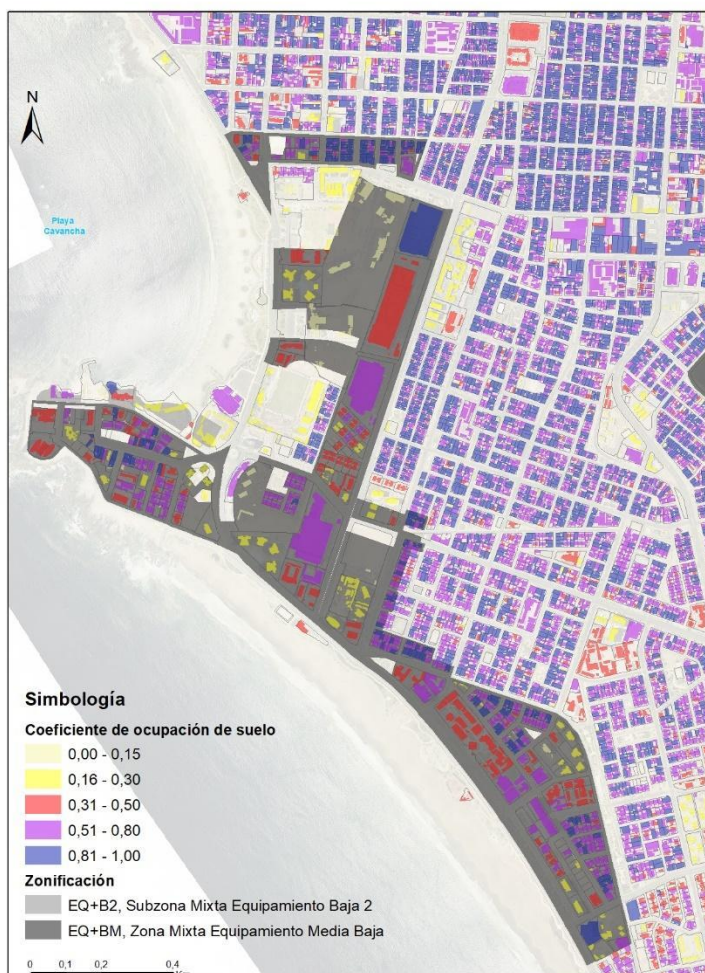 N
Playa
Cavancha
Simbología
Coeficiente de ocupación de suelo
0,00 - 0,15
0,16 - 0,30
0,31 - 0,50
0,51 - 0,80
0,81 - 1,00
Zonificación
EQ+B2, Subzona Mixta Equipamiento Baja 2
EQ+BM, Zona Mixta Equipamiento Media Baja
0 0,1 0,2 0,4